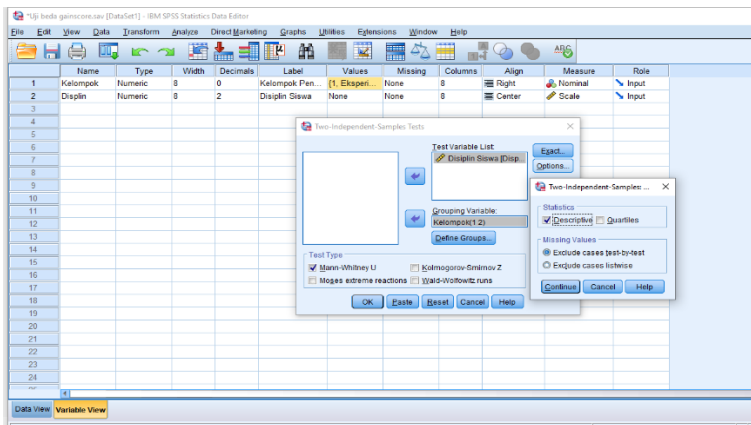 *Uji beda gainscore.sav [DataSet1] - IBM SPSS Statistics Data Editor
File Edit View Data Transform Analyze Direct Marketing Graphs Utilities Extensions Window Help
Name Type Width Decimals Label Values Missing Columns Align Measure Role
1 Kelompok Numeric 8 0 Kelompok Pen... {1, Eksperi... None 8 Right Nominal Input
2 Displin Numeric 8 2 Disiplin Siswa None None 8 Center Scale Input
3
4
5
6
7
8
9
10
11
12
13
14
15
16
17
18
19
20
21
22
23
24
Two-Independent-Samples Tests
Test Variable List:
Disiplin Siswa [Disp...
Exact...
Options...
Grouping Variable:
Kelompok(1 2)
Define Groups...
Test Type
Mann-Whitney U Kolmogorov-Smirnov Z
Moses extreme reactions Wald-Wolfowitz runs
OK Paste Reset Cancel Help
Two-Independent-Samples: ...
Statistics
Descriptive Quartiles
Missing Values
Exclude cases test-by-test
Exclude cases listwise
Continue Cancel Help
Data View Variable View